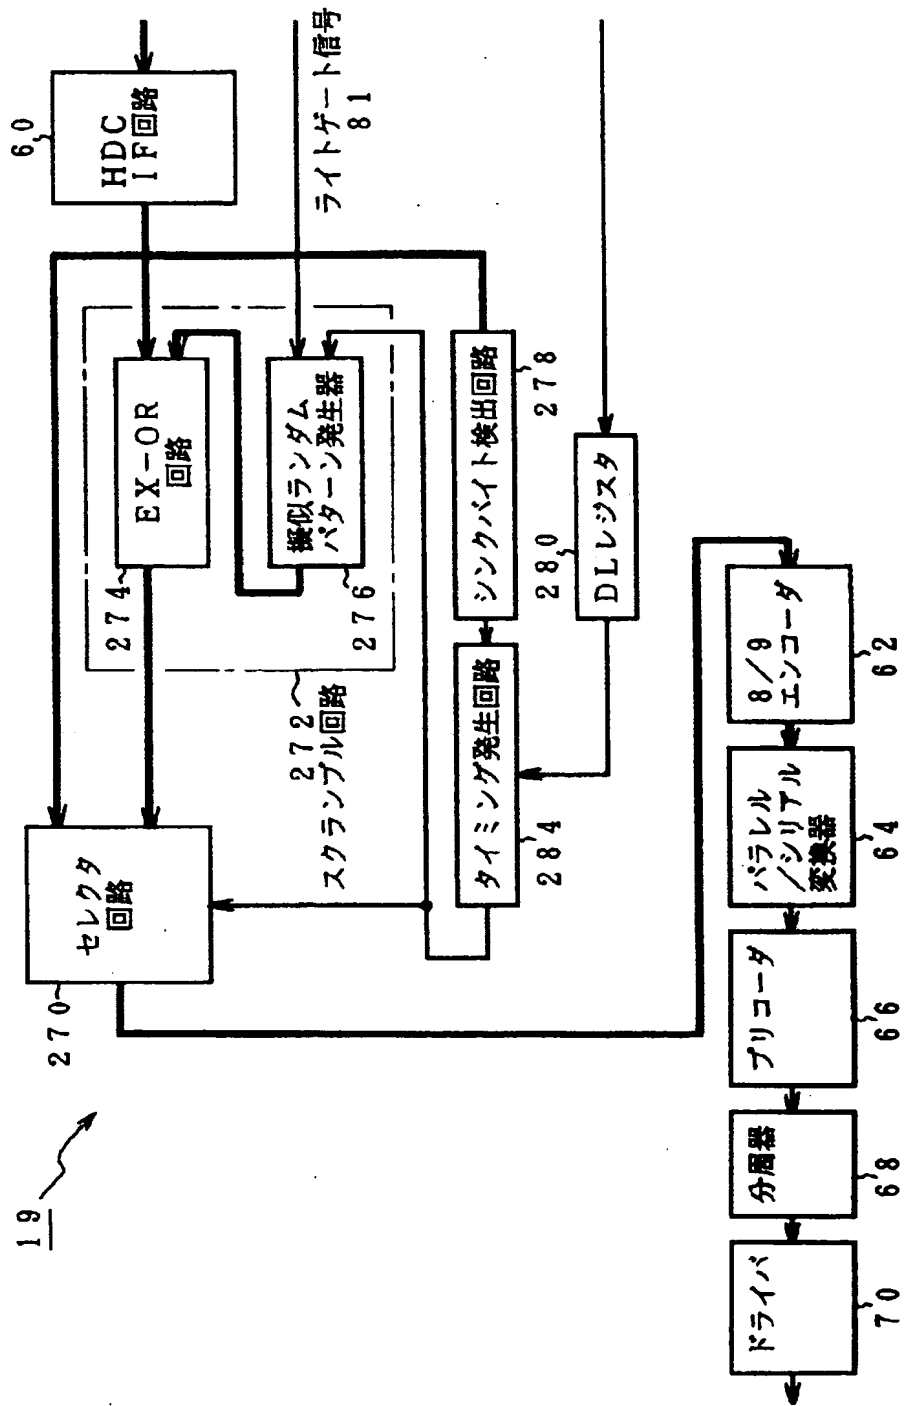 19
270
セレクタ
回路
274
EX-OR
回路
60
HDC
IF回路
272
スクランブル回路
276
擬似ランダム
パターン発生器
ライトゲート信号
81
284
タイミング発生回路
シンクバイト検出回路
278
280
DLレジスタ
ドライバ
70
分周器
68
プリコーダ
66
パラレル
/シリアル
変換器
64
8/9
エンコーダ
62